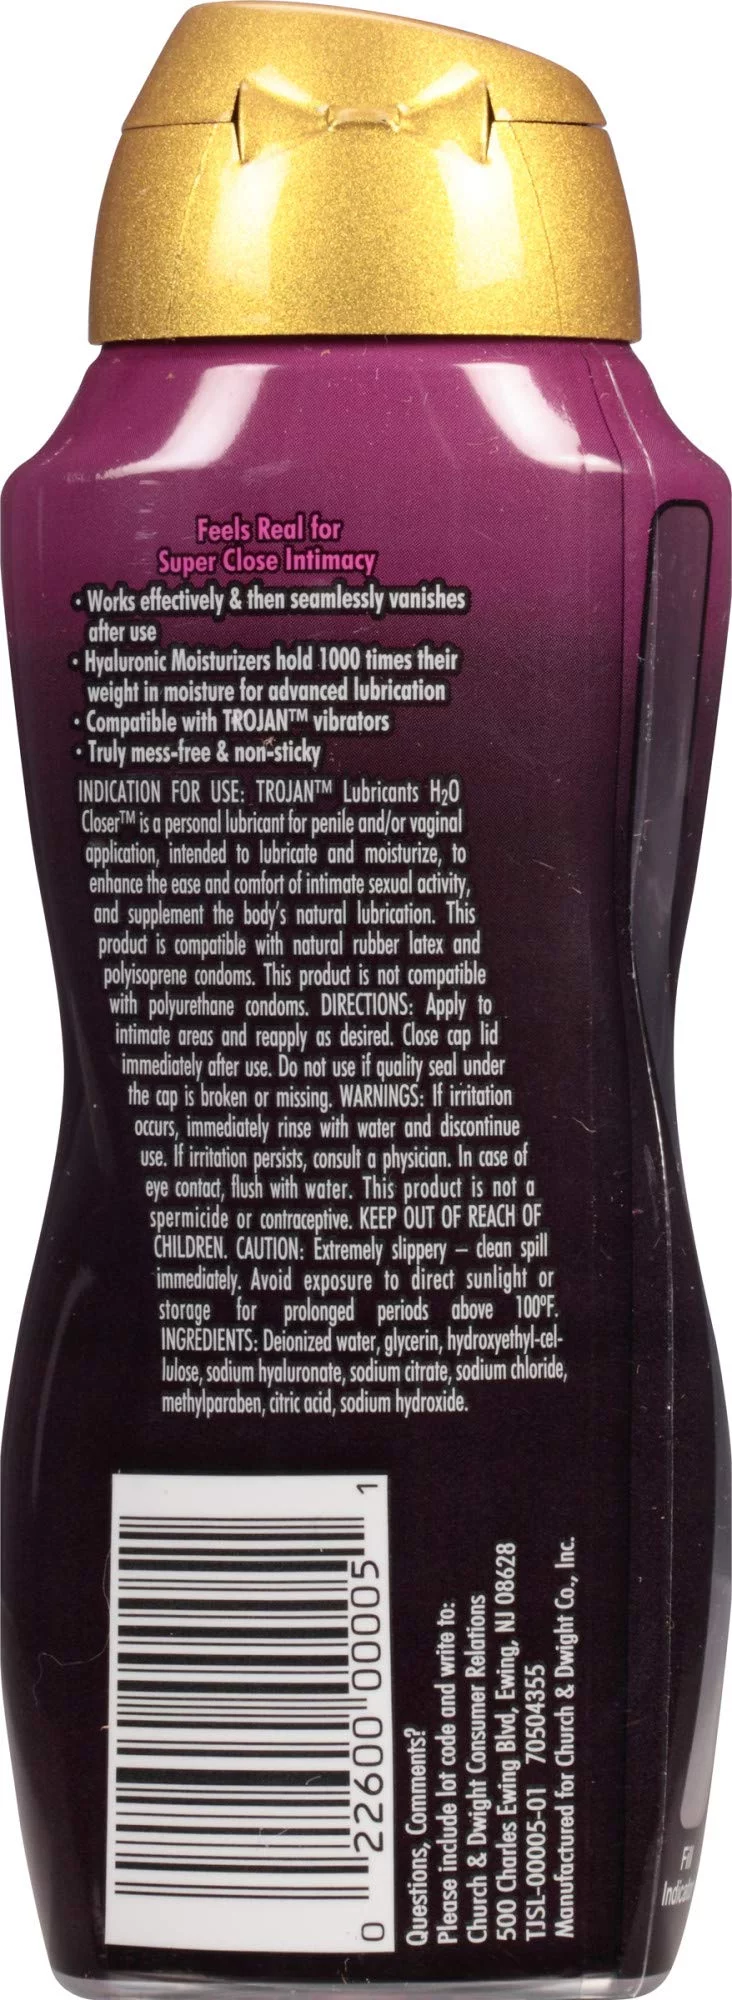 Feels Real for
Super Close Intimacy
• Works effectively & then seamlessly vanishes
after use
• Hyaluronic Moisturizers hold 1000 times their
weight in moisture for advanced lubrication
• Compatible with TROJAN™ vibrators
• Truly mess-free & non-sticky
INDICATION FOR USE: TROJAN™ Lubricants H₂O
Closer™ is a personal lubricant for penile and/or vaginal
application, intended to lubricate and moisturize, to
enhance the ease and comfort of intimate sexual activity,
and supplement the body's natural lubrication. This
product is compatible with natural rubber latex and
polyisoprene condoms. This product is not compatible
with polyurethane condoms. DIRECTIONS: Apply to
intimate areas and reapply as desired. Close cap lid
immediately after use. Do not use if quality seal under
the cap is broken or missing. WARNINGS: If irritation
occurs, immediately rinse with water and discontinue
use. If irritation persists, consult a physician. In case of
eye contact, flush with water. This product is not a
spermicide or contraceptive. KEEP OUT OF REACH OF
CHILDREN. CAUTION: Extremely slippery – clean spill
immediately. Avoid exposure to direct sunlight or
storage for prolonged periods above 100ºF.
INGREDIENTS: Deionized water, glycerin, hydroxyethyl-cel-
lulose, sodium hyaluronate, sodium citrate, sodium chloride,
methylparaben, citric acid, sodium hydroxide.
0 22600 00005 1
Questions, Comments?
Please include lot code and write to:
Church & Dwight Consumer Relations
500 Charles Ewing Blvd, Ewing, NJ 08628
TJSL-00005-01 70504355
Manufactured for Church & Dwight Co., Inc.
Fill